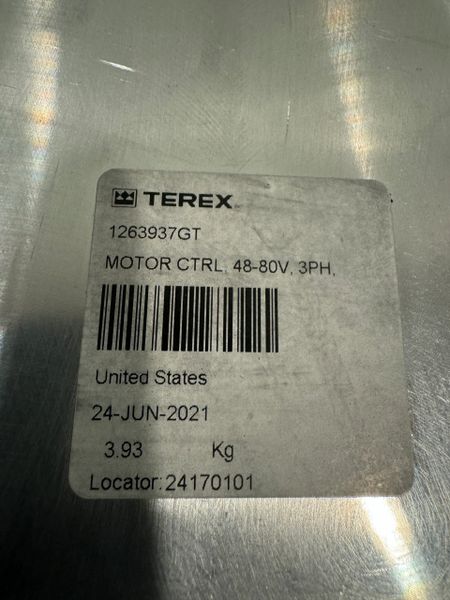 TEREX
1263937GT
MOTOR CTRL, 48-80V, 3PH,
United States
24-JUN-2021
3.93 Kg
Locator: 24170101